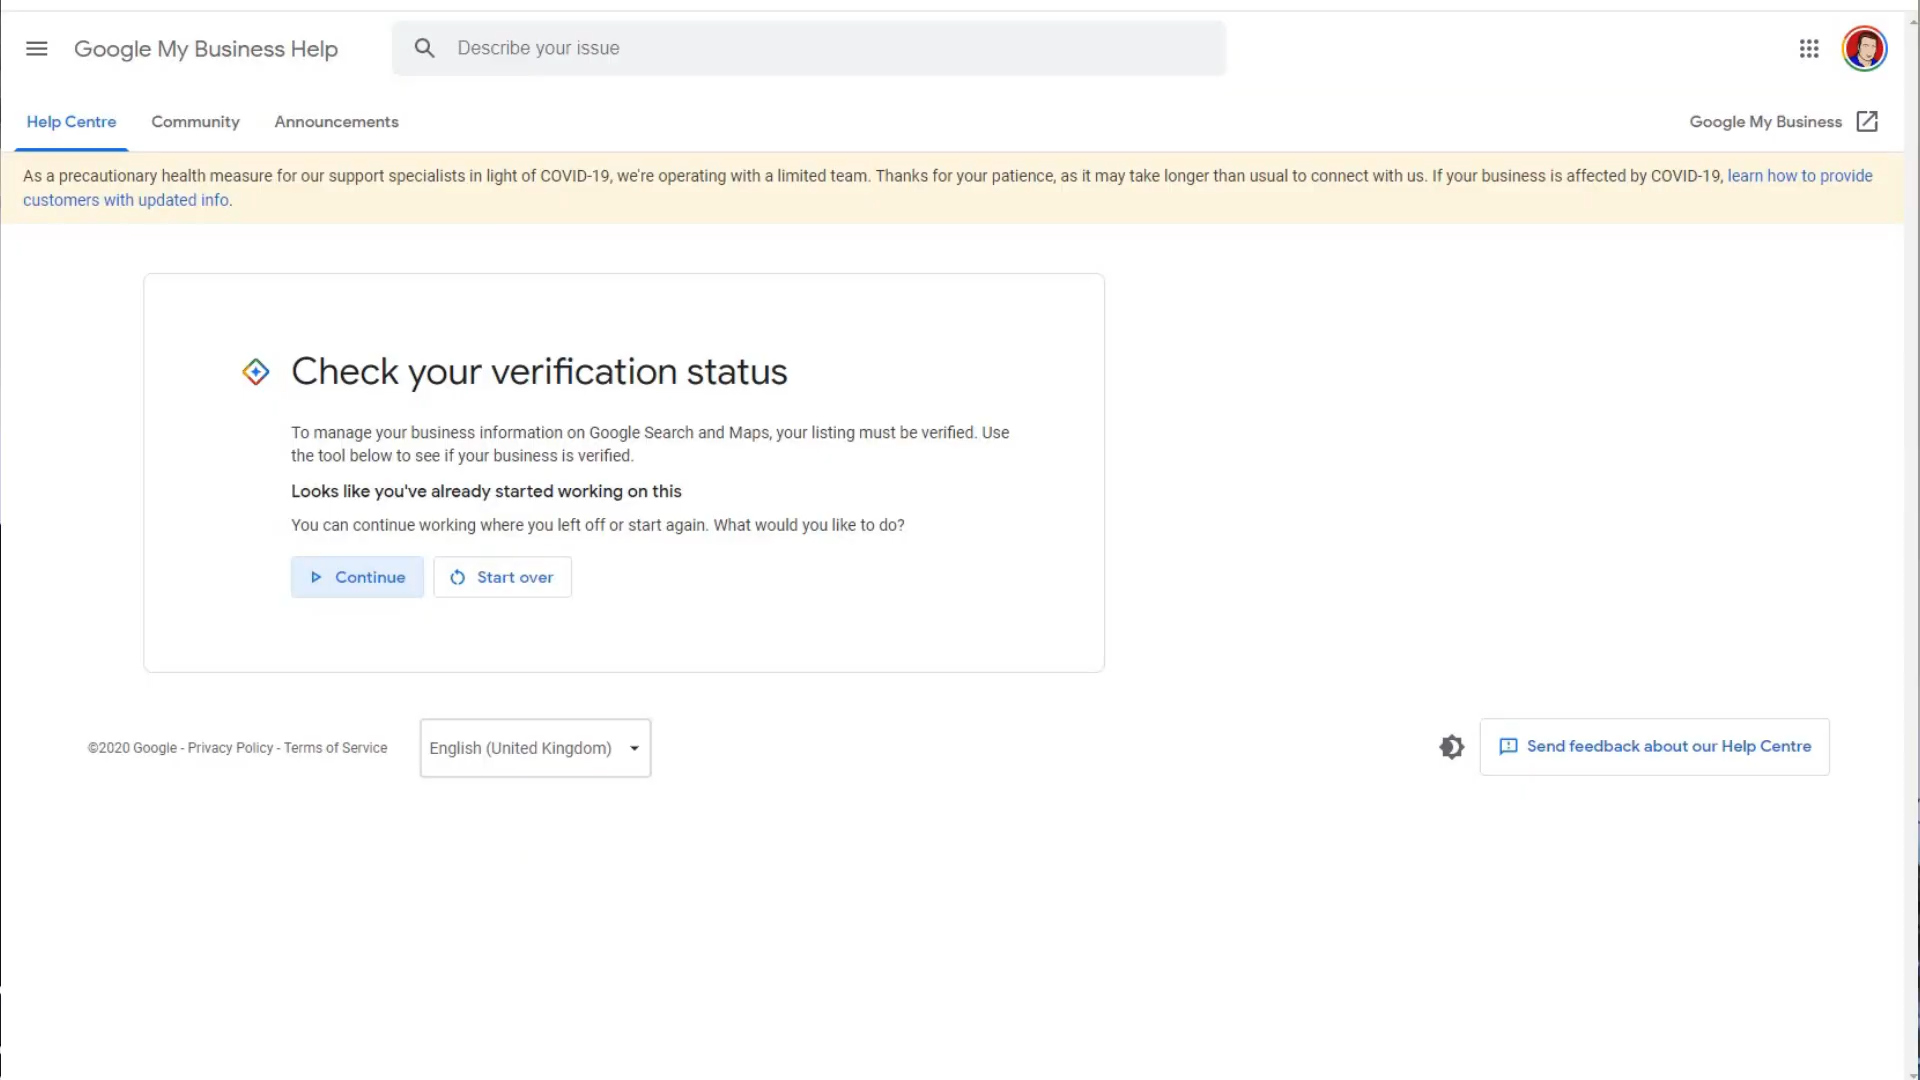 Google My Business Help
Describe your issue
Help Centre
Community
Announcements
Google My Business
As a precautionary health measure for our support specialists in light of COVID-19, we're operating with a limited team. Thanks for your patience, as it may take longer than usual to connect with us. If your business is affected by COVID-19, learn how to provide
customers with updated info.
Check your verification status
To manage your business information on Google Search and Maps, your listing must be verified. Use
the tool below to see if your business is verified.
Looks like you've already started working on this
You can continue working where you left off or start again. What would you like to do?
Continue
Start over
©2020 Google - Privacy Policy - Terms of Service
English (United Kingdom)
Send feedback about our Help Centre